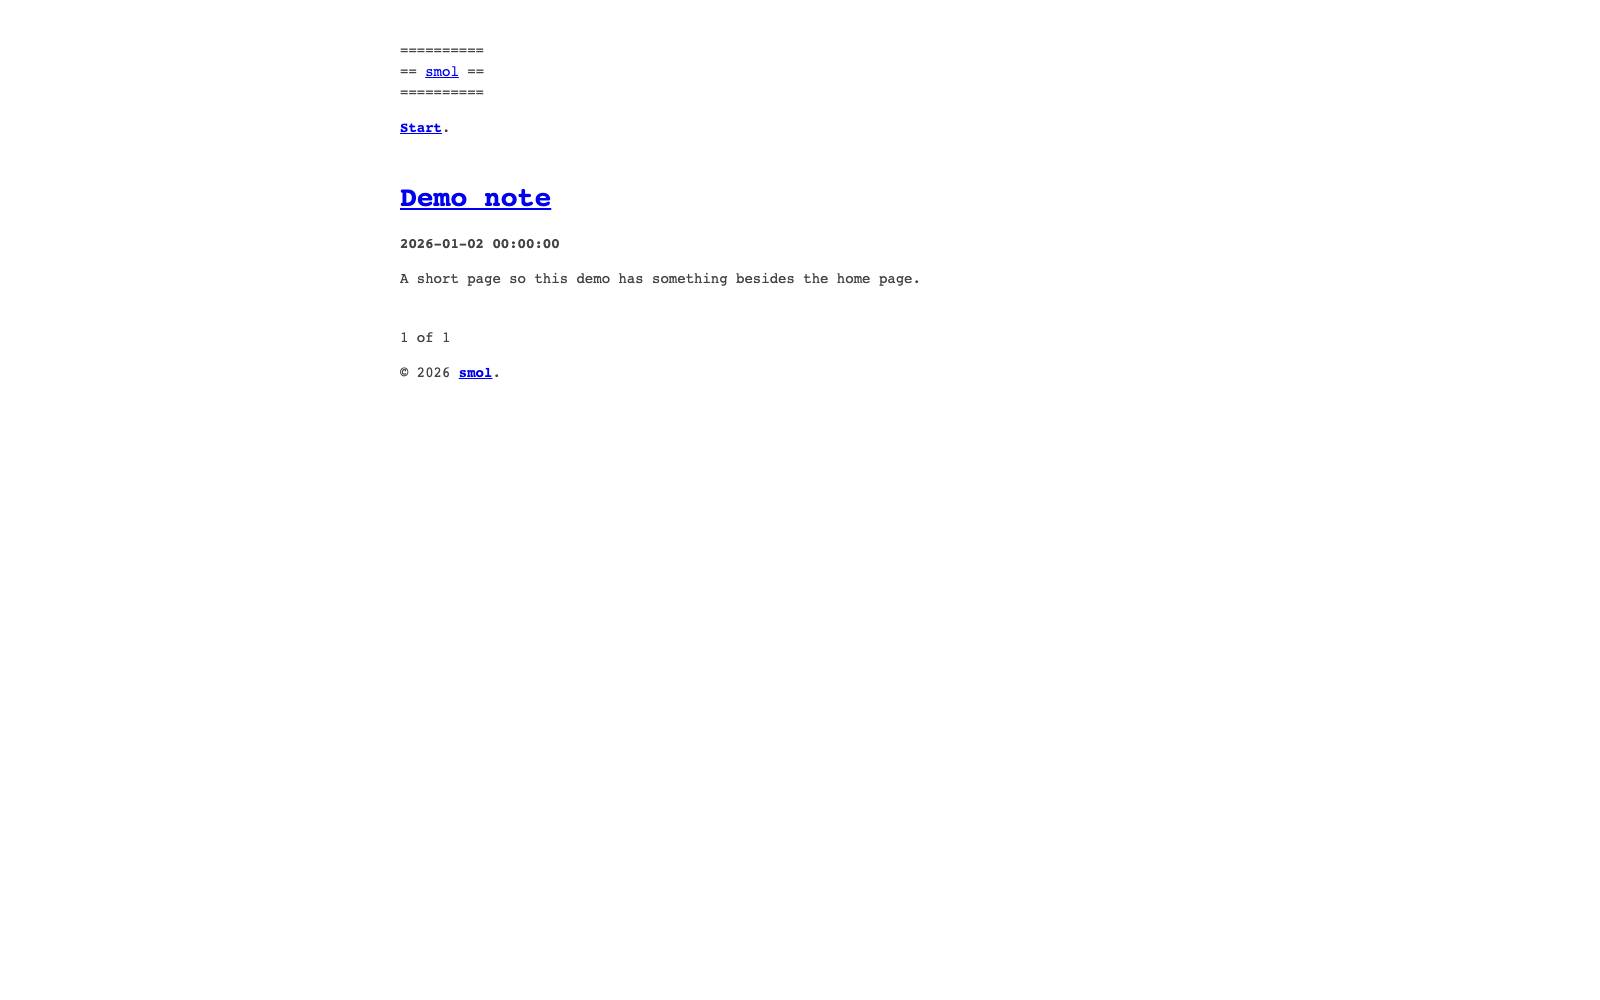 ==========
== smol ==
==========
Start.
Demo note
2026-01-02 00:00:00
A short page so this demo has something besides the home page.
1 of 1
© 2026 smol.